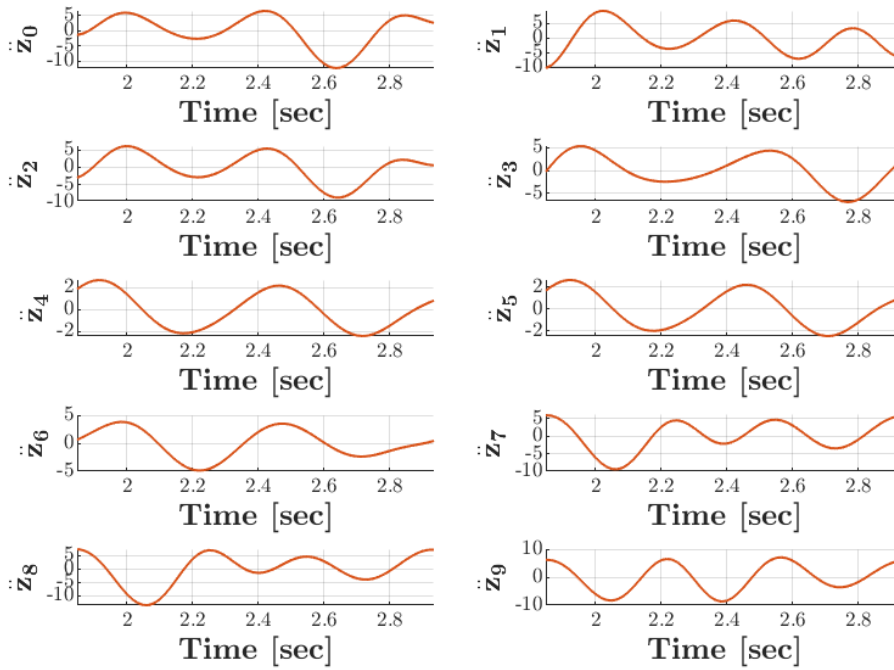 z̈₀ 5 0 -5 -10 2 2.2 2.4 2.6 2.8 Time [sec]
z̈₁ 5 0 -5 -10 2 2.2 2.4 2.6 2.8 Time [sec]
z̈₂ 5 0 -5 -10 2 2.2 2.4 2.6 2.8 Time [sec]
z̈₃ 5 0 -5 2 2.2 2.4 2.6 2.8 Time [sec]
z̈₄ 2 0 -2 2 2.2 2.4 2.6 2.8 Time [sec]
z̈₅ 2 0 -2 2 2.2 2.4 2.6 2.8 Time [sec]
z̈₆ 5 0 -5 2 2.2 2.4 2.6 2.8 Time [sec]
z̈₇ 5 0 -5 -10 2 2.2 2.4 2.6 2.8 Time [sec]
z̈₈ 5 0 -5 -10 2 2.2 2.4 2.6 2.8 Time [sec]
z̈₉ 10 0 -10 2 2.2 2.4 2.6 2.8 Time [sec]